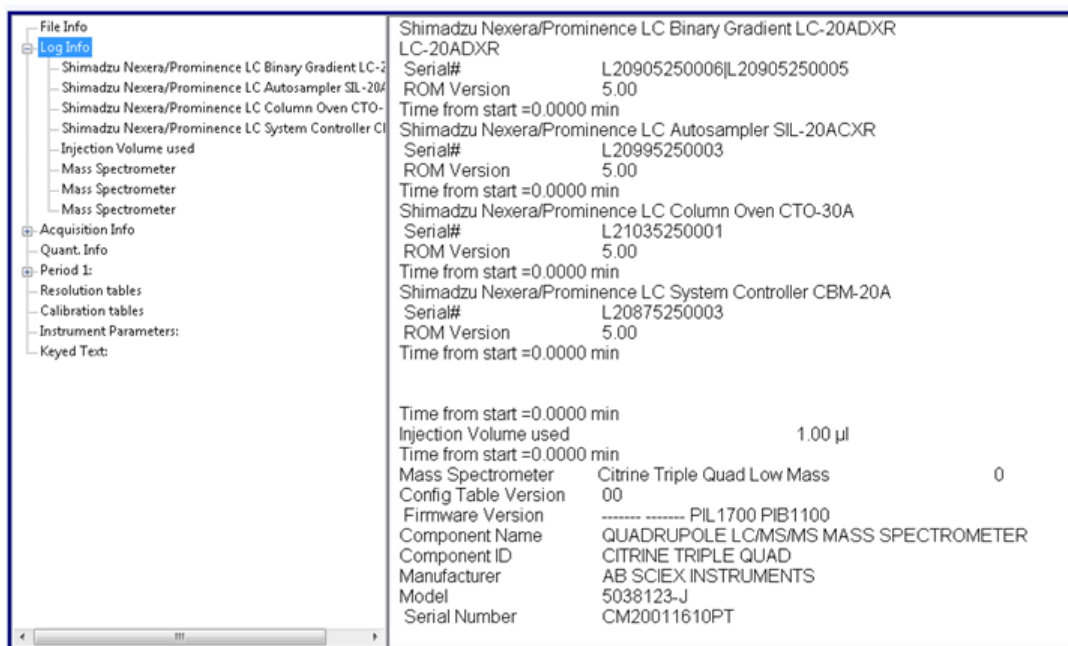 File Info
Log Info
Shimadzu Nexera/Prominence LC Binary Gradient LC-2
Shimadzu Nexera/Prominence LC Autosampler SIL-20A
Shimadzu Nexera/Prominence LC Column Oven CTO-
Shimadzu Nexera/Prominence LC System Controller CI
Injection Volume used
Mass Spectrometer
Mass Spectrometer
Mass Spectrometer
Acquisition Info
Quant. Info
Period 1:
Resolution tables
Calibration tables
Instrument Parameters:
Keyed Text:
Shimadzu Nexera/Prominence LC Binary Gradient LC-20ADXR
LC-20ADXR
Serial# L20905250006|L20905250005
ROM Version 5.00
Time from start =0.0000 min
Shimadzu Nexera/Prominence LC Autosampler SIL-20ACXR
Serial# L20995250003
ROM Version 5.00
Time from start =0.0000 min
Shimadzu Nexera/Prominence LC Column Oven CTO-30A
Serial# L21035250001
ROM Version 5.00
Time from start =0.0000 min
Shimadzu Nexera/Prominence LC System Controller CBM-20A
Serial# L20875250003
ROM Version 5.00
Time from start =0.0000 min
Time from start =0.0000 min
Injection Volume used 1.00 µl
Time from start =0.0000 min
Mass Spectrometer Citrine Triple Quad Low Mass 0
Config Table Version 00
Firmware Version ------- ------- PIL1700 PIB1100
Component Name QUADRUPOLE LC/MS/MS MASS SPECTROMETER
Component ID CITRINE TRIPLE QUAD
Manufacturer AB SCIEX INSTRUMENTS
Model 5038123-J
Serial Number CM20011610PT